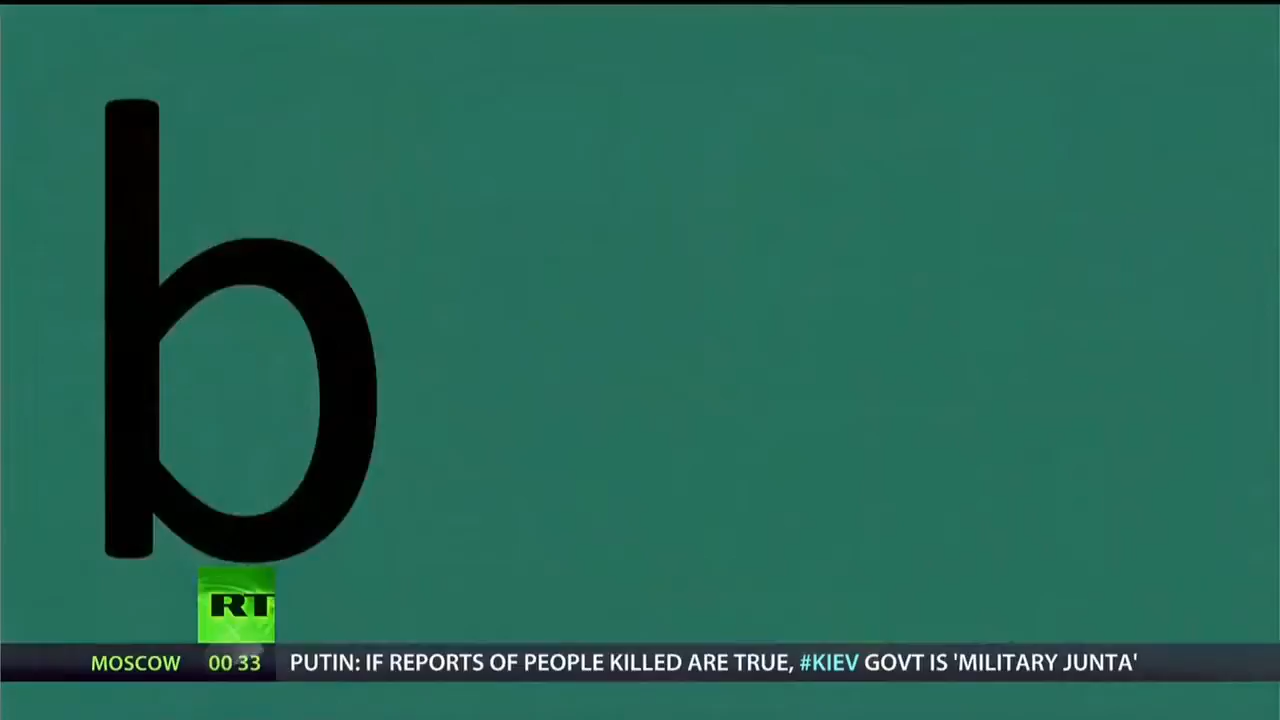 b
RT
MOSCOW 00 33 PUTIN: IF REPORTS OF PEOPLE KILLED ARE TRUE, #KIEV GOVT IS 'MILITARY JUNTA'